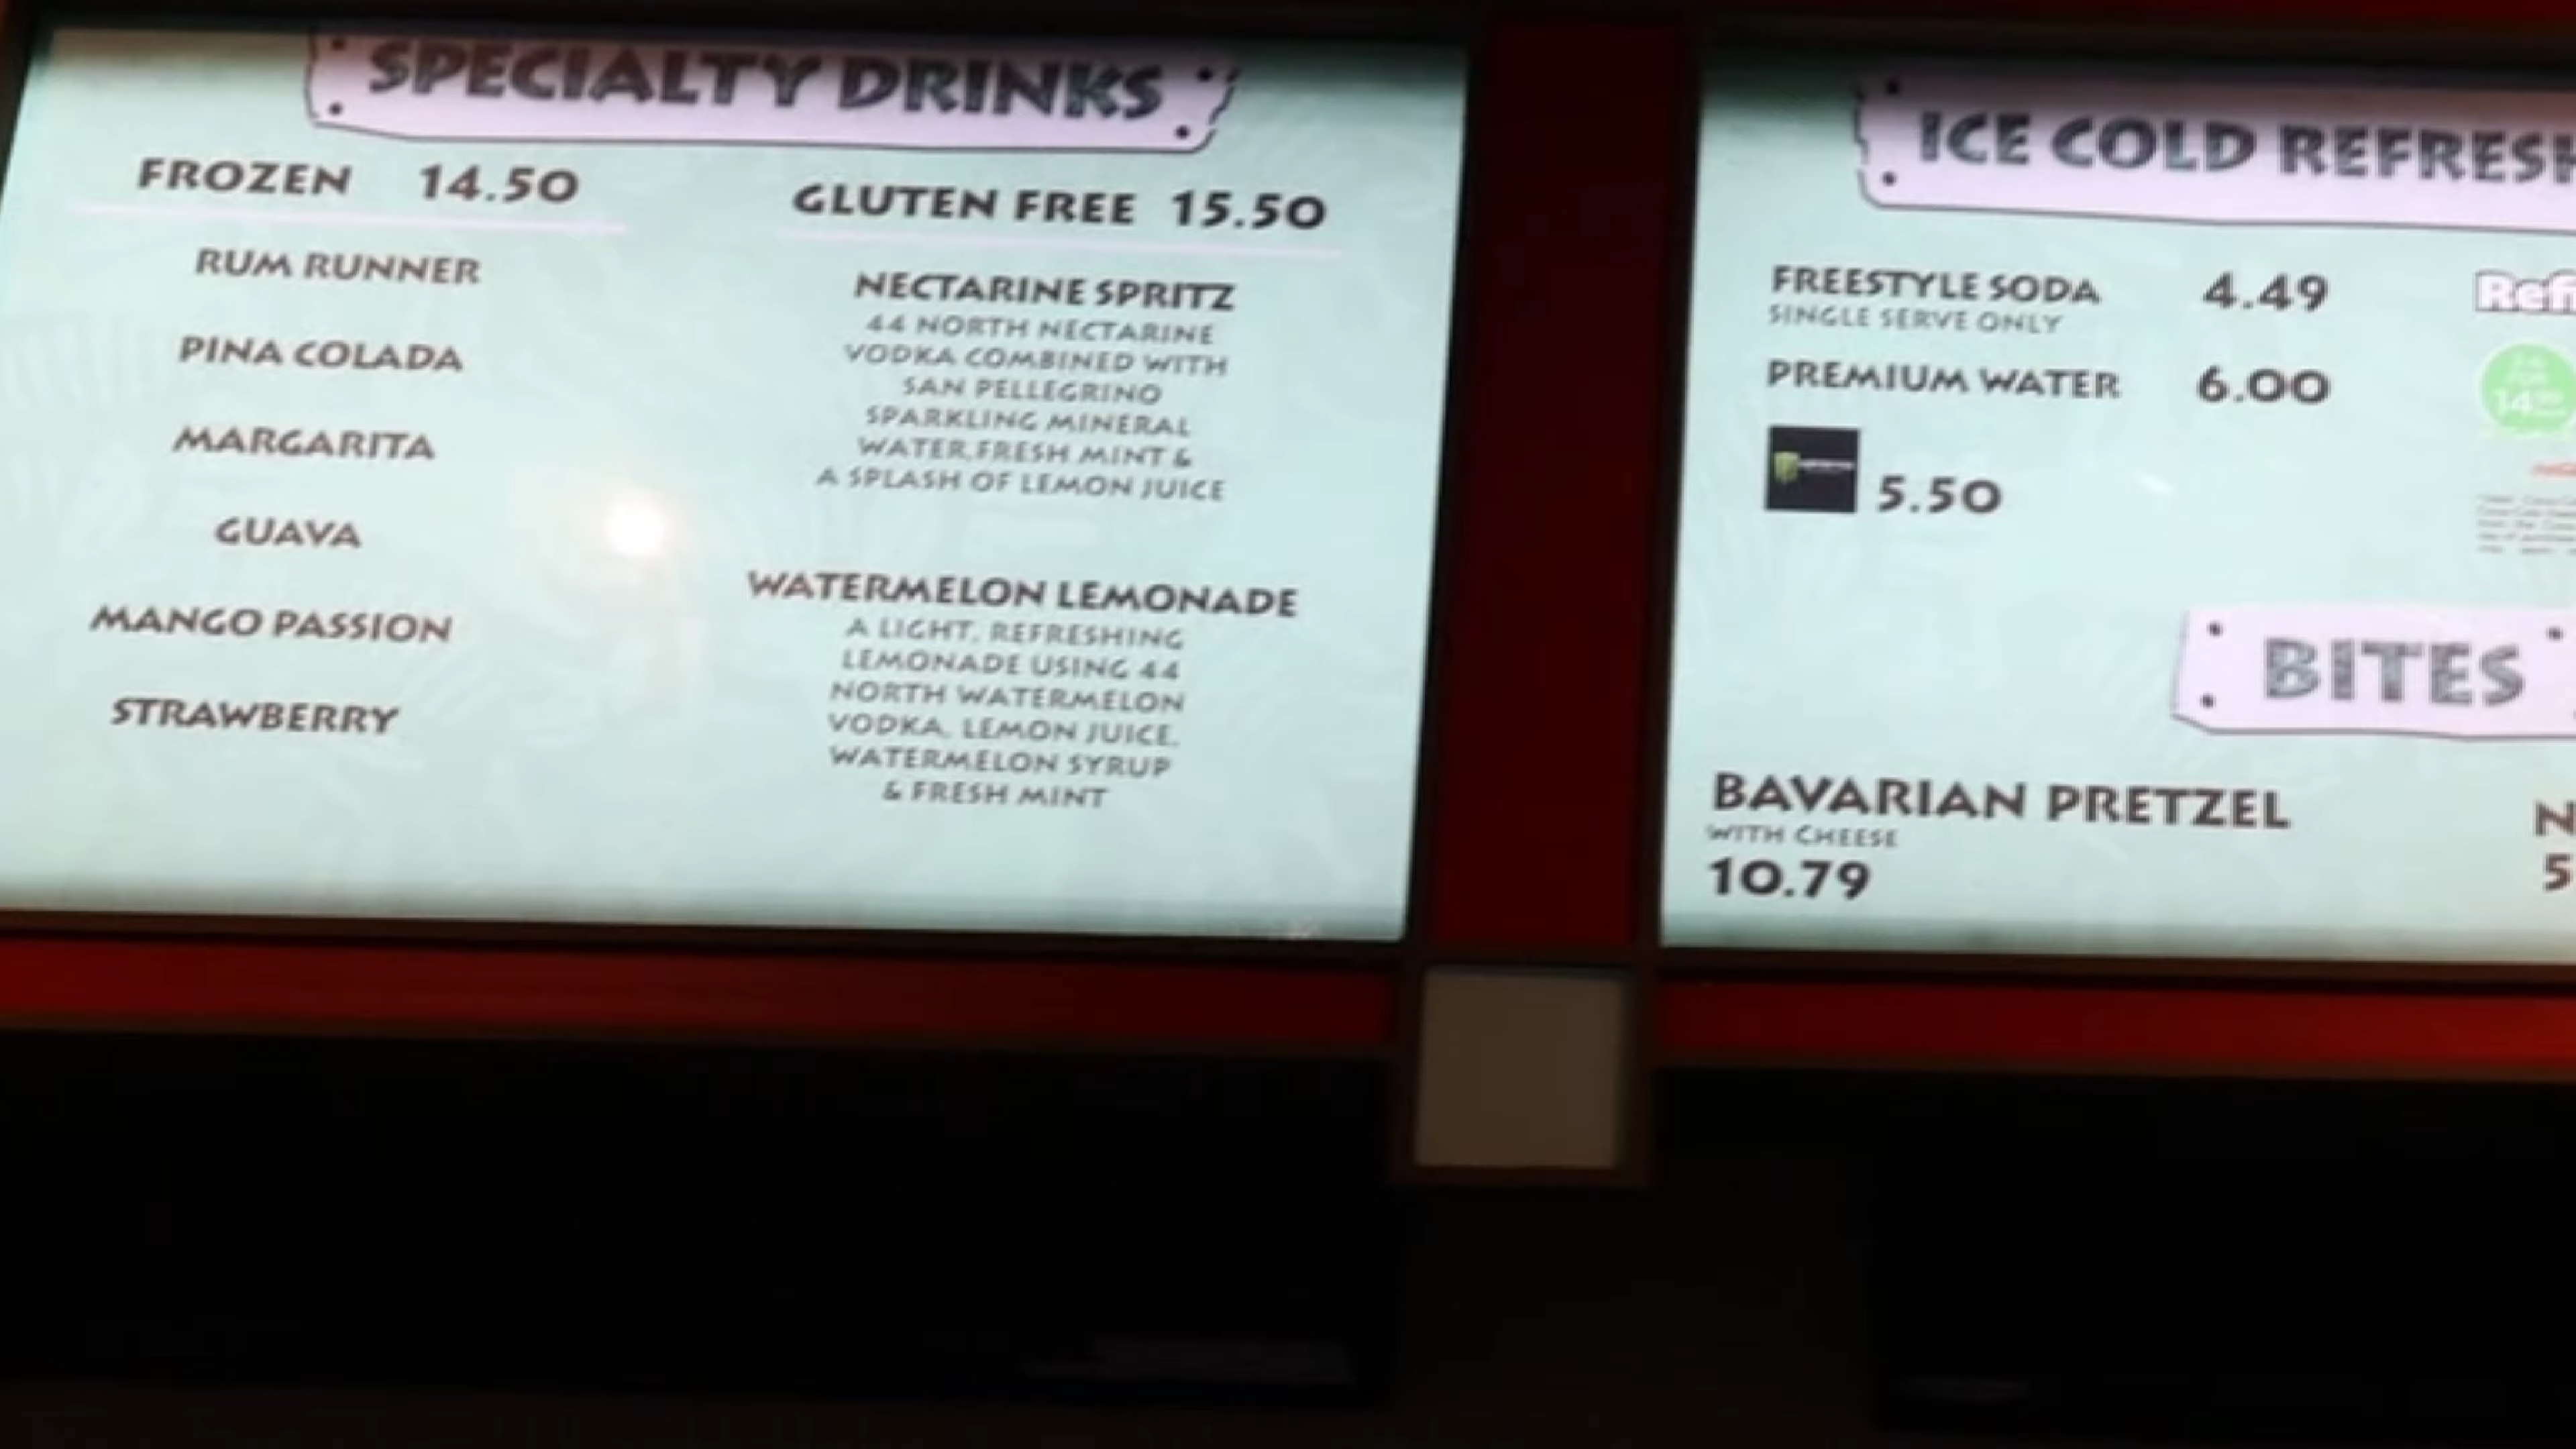 SPECIALTY DRINKS
FROZEN 14.50
RUM RUNNER
PINA COLADA
MARGARITA
GUAVA
MANGO PASSION
STRAWBERRY
GLUTEN FREE 15.50
NECTARINE SPRITZ
44 NORTH NECTARINE
VODKA COMBINED WITH
SAN PELLEGRINO
SPARKLING MINERAL
WATER, FRESH MINT &
A SPLASH OF LEMON JUICE
WATERMELON LEMONADE
A LIGHT, REFRESHING
LEMONADE USING 44
NORTH WATERMELON
VODKA, LEMON JUICE,
WATERMELON SYRUP
& FRESH MINT
ICE COLD REFRESH
FREESTYLE SODA 4.49
SINGLE SERVE ONLY
PREMIUM WATER 6.00
5.50
Ref
14.99
BITES
BAVARIAN PRETZEL
WITH CHEESE
10.79
N
5